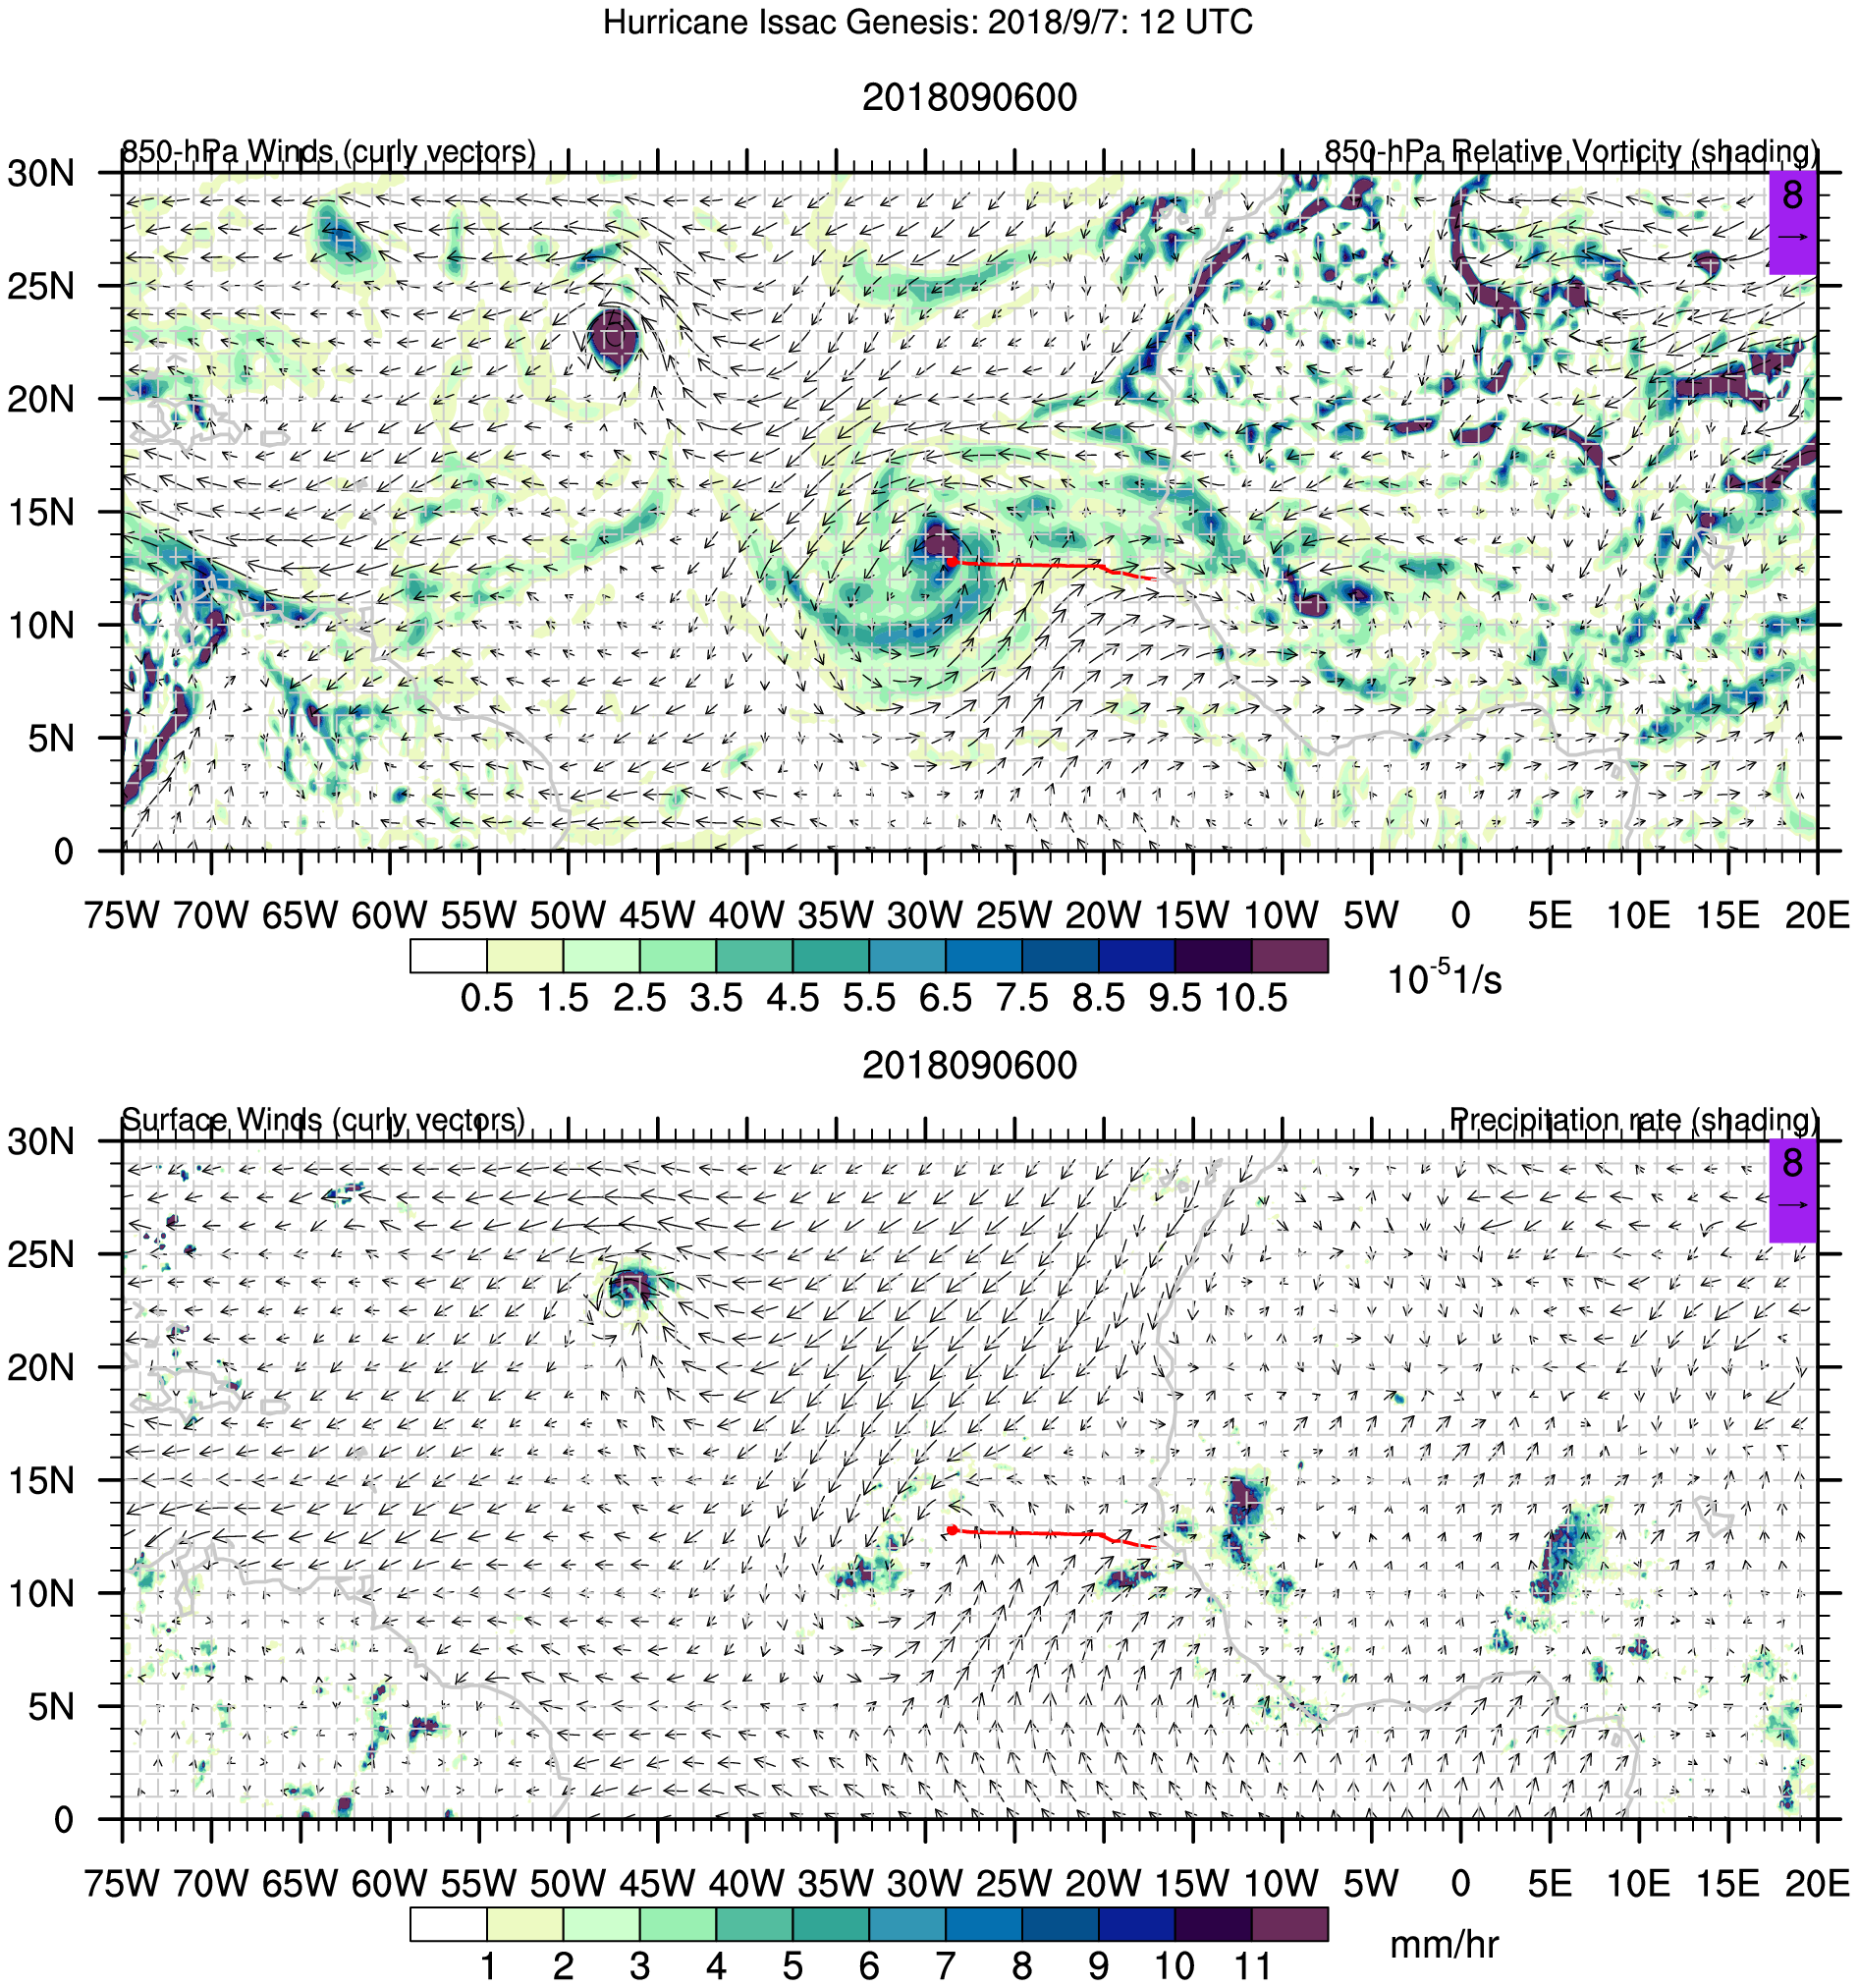 Hurricane Issac Genesis: 2018/9/7: 12 UTC
2018090600
850-hPa Winds (curly vectors) 850-hPa Relative Vorticity (shading)
8
30N
25N
20N
15N
10N
5N
0
75W 70W 65W 60W 55W 50W 45W 40W 35W 30W 25W 20W 15W 10W 5W 0 5E 10E 15E 20E
0.5 1.5 2.5 3.5 4.5 5.5 6.5 7.5 8.5 9.5 10.5
10⁻⁵1/s
2018090600
Surface Winds (curly vectors) Precipitation rate (shading)
8
30N
25N
20N
15N
10N
5N
0
75W 70W 65W 60W 55W 50W 45W 40W 35W 30W 25W 20W 15W 10W 5W 0 5E 10E 15E 20E
1 2 3 4 5 6 7 8 9 10 11
mm/hr